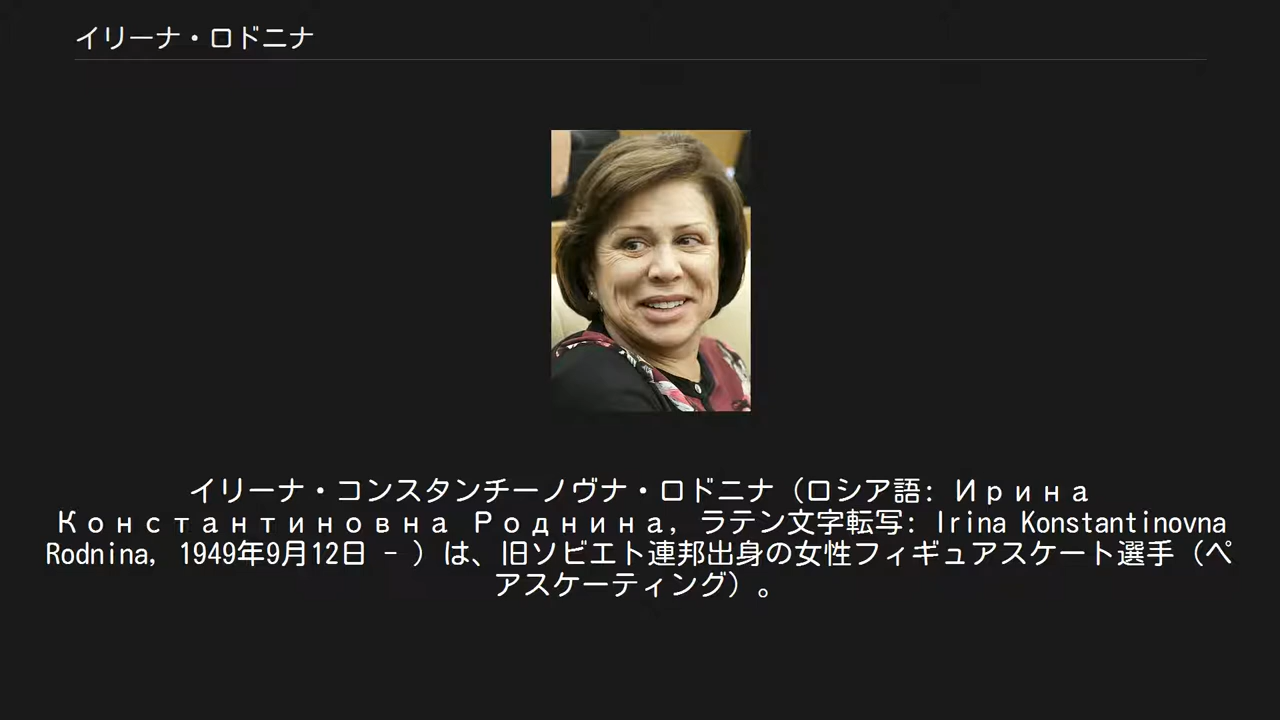 イリーナ・ロドニナ
イリーナ・コンスタンチーノヴナ・ロドニナ（ロシア語: Ирина
Константиновна Роднина, ラテン文字転写: Irina Konstantinovna
Rodnina, 1949年9月12日 - ）は、旧ソビエト連邦出身の女性フィギュアスケート選手（ペ
アスケーティング）。